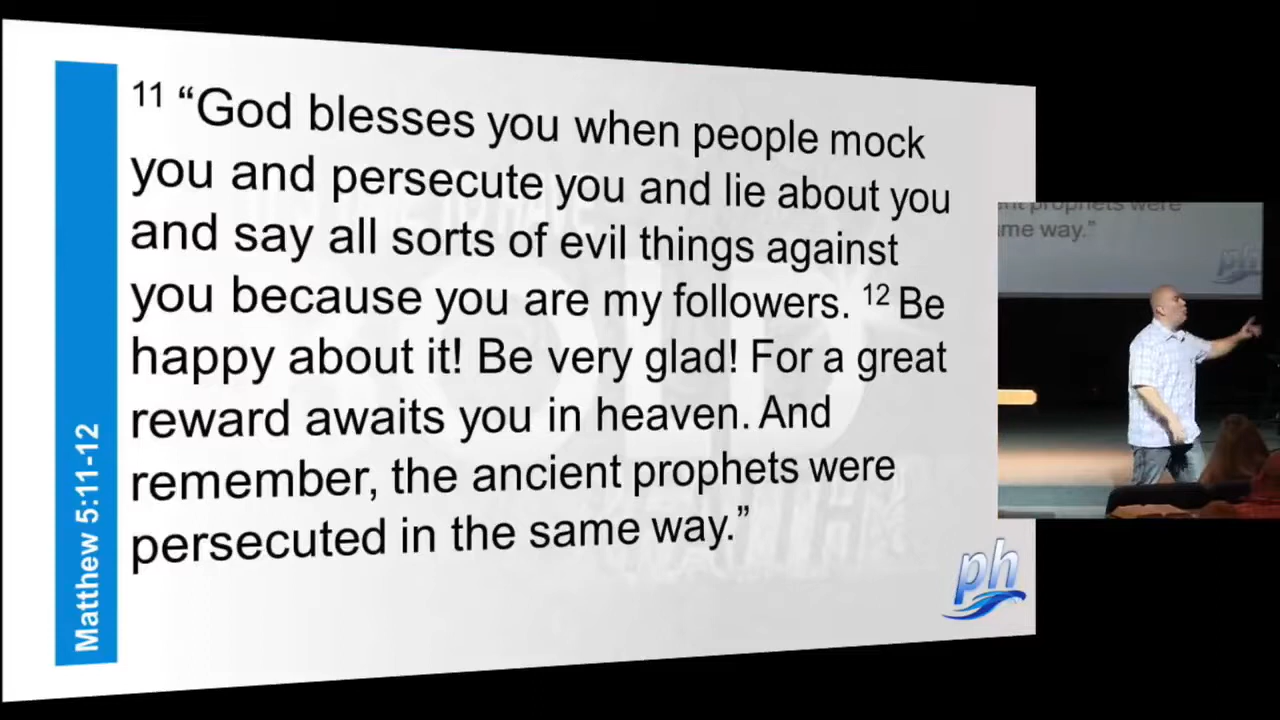 11 “God blesses you when people mock
you and persecute you and lie about you
and say all sorts of evil things against
you because you are my followers. 12 Be
happy about it! Be very glad! For a great
reward awaits you in heaven. And
remember, the ancient prophets were
persecuted in the same way.”
Matthew 5:11-12
ph
prophets were
way.”
ph